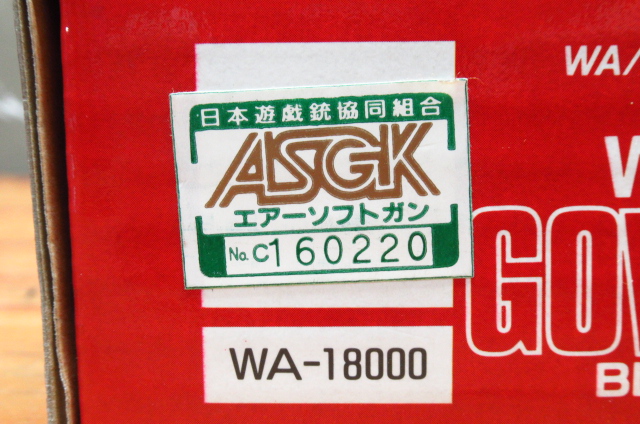 WA/
日本遊戯銃協同組合
ASGK
エアーソフトガン
No. C160220
GOV
WA-18000